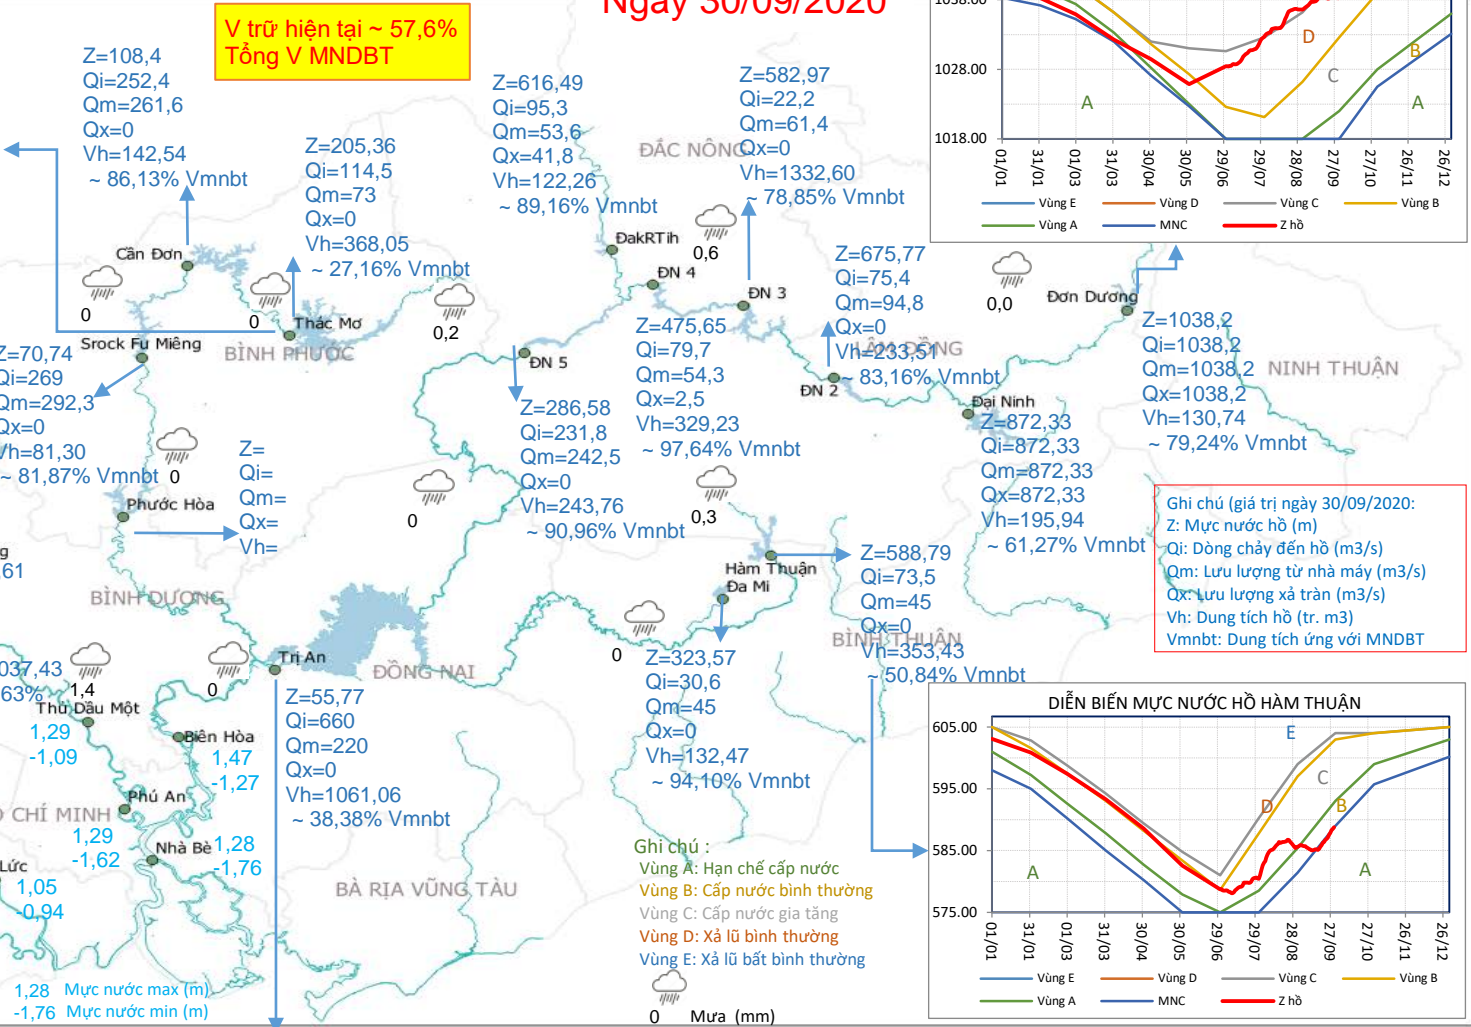 Ngày 30/09/2020
V trữ hiện tại ~ 57,6%
Tổng V MNDBT
Z=108,4
Qi=252,4
Qm=261,6
Qx=0
Vh=142,54
~ 86,13% Vmnbt
Z=205,36
Qi=114,5
Qm=73
Qx=0
Vh=368,05
~ 27,16% Vmnbt
Z=616,49
Qi=95,3
Qm=53,6
Qx=41,8
Vh=122,26
~ 89,16% Vmnbt
Z=582,97
Qi=22,2
Qm=61,4
Qx=0
Vh=1332,60
~ 78,85% Vmnbt
ĐẮC NÔNG
1038.00
1028.00
1018.00
D
B
C
A
A
01/01
31/01
01/03
31/03
30/04
30/05
29/06
29/07
28/08
27/09
27/10
26/11
26/12
Vùng E
Vùng D
Vùng C
Vùng B
Vùng A
MNC
Z hồ
Cần Đơn
0
0
Thác Mơ
0,2
Srock Fu Miêng
BÌNH PHƯỚC
ĐakRTih
ĐN 4
0,6
ĐN 3
Z=675,77
Qi=75,4
Qm=94,8
Qx=0
Vh=233,51
~ 83,16% Vmnbt
LÂM ĐỒNG
0,0
Đơn Dương
Z=1038,2
Qi=1038,2
Qm=1038,2
Qx=1038,2
Vh=130,74
~ 79,24% Vmnbt
NINH THUẬN
Z=70,74
Qi=269
Qm=292,3
Qx=0
Vh=81,30
~ 81,87% Vmnbt
0
Z=475,65
Qi=79,7
Qm=54,3
Qx=2,5
Vh=329,23
~ 97,64% Vmnbt
ĐN 5
ĐN 2
Đại Ninh
Z=872,33
Qi=872,33
Qm=872,33
Qx=872,33
Vh=195,94
~ 61,27% Vmnbt
Z=286,58
Qi=231,8
Qm=242,5
Qx=0
Vh=243,76
~ 90,96% Vmnbt
Z=
Qi=
Qm=
Qx=
Vh=
Phước Hòa
0
0,3
Ghi chú (giá trị ngày 30/09/2020:
Z: Mực nước hồ (m)
Qi: Dòng chảy đến hồ (m3/s)
Qm: Lưu lượng từ nhà máy (m3/s)
Qx: Lưu lượng xả tràn (m3/s)
Vh: Dung tích hồ (tr. m3)
Vmnbt: Dung tích ứng với MNDBT
g
61
BÌNH DƯƠNG
Hàm Thuận
Đa Mi
Z=588,79
Qi=73,5
Qm=45
Qx=0
Vh=353,43
~ 50,84% Vmnbt
BÌNH THUẬN
037,43
63%
1,4
Thủ Dầu Một
1,29
-1,09
0
Trị An
ĐỒNG NAI
0
Z=323,57
Qi=30,6
Qm=45
Qx=0
Vh=132,47
~ 94,10% Vmnbt
Z=55,77
Qi=660
Qm=220
Qx=0
Vh=1061,06
~ 38,38% Vmnbt
Biên Hòa
1,47
-1,27
Phú An
CHÍ MINH
1,29
-1,62
Nhà Bè
1,28
-1,76
Lức
1,05
-0,94
BÀ RỊA VŨNG TÀU
Ghi chú :
Vùng A: Hạn chế cấp nước
Vùng B: Cấp nước bình thường
Vùng C: Cấp nước gia tăng
Vùng D: Xả lũ bình thường
Vùng E: Xả lũ bất bình thường
0 Mưa (mm)
1,28 Mực nước max (m)
-1,76 Mực nước min (m)
DIỄN BIẾN MỰC NƯỚC HỒ HÀM THUẬN
605.00
595.00
585.00
575.00
E
C
D
B
A
A
01/01
31/01
01/03
31/03
30/04
30/05
29/06
29/07
28/08
27/09
27/10
26/11
26/12
Vùng E
Vùng D
Vùng C
Vùng B
Vùng A
MNC
Z hồ